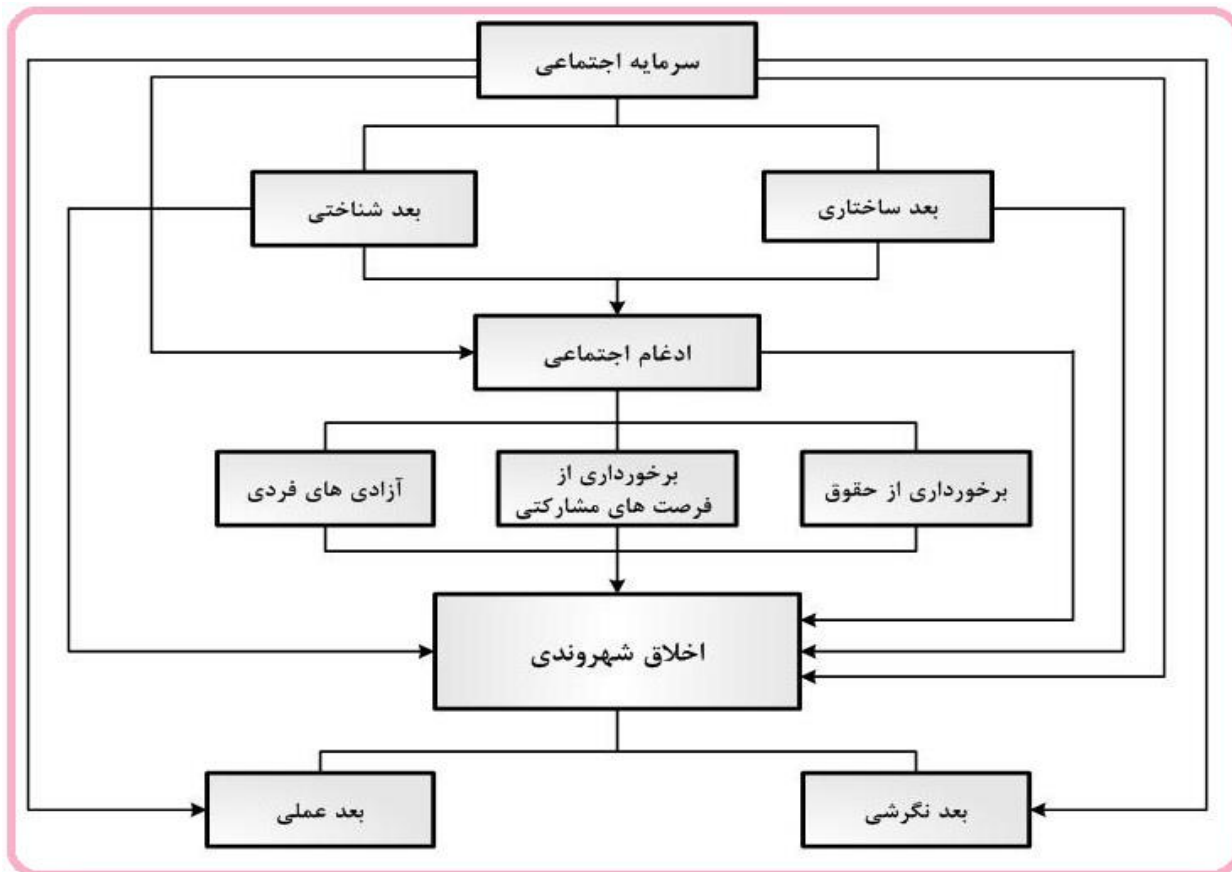 سرمایه اجتماعی
بعد ساختاری
بعد شناختی
ادغام اجتماعی
برخورداری از حقوق
برخورداری از
فرصت های مشارکتی
آزادی های فردی
اخلاق شهروندی
بعد نگرشی
بعد عملی